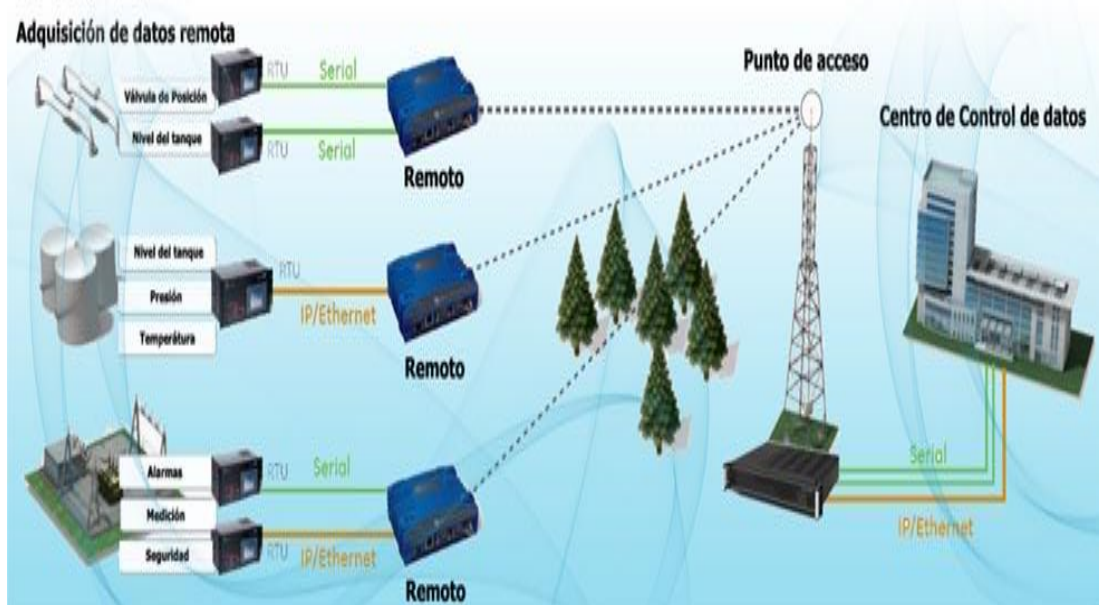 Adquisición de datos remota
Punto de acceso
Centro de Control de datos
Válvula de Posición
RTU
Serial
Nivel del tanque
RTU
Serial
Remoto
Nivel del tanque
RTU
Presión
IP/Ethernet
Temperátura
Remoto
Alarmas
RTU
Serial
Medición
Seguridad
RTU
IP/Ethernet
Remoto
Serial
IP/Ethernet